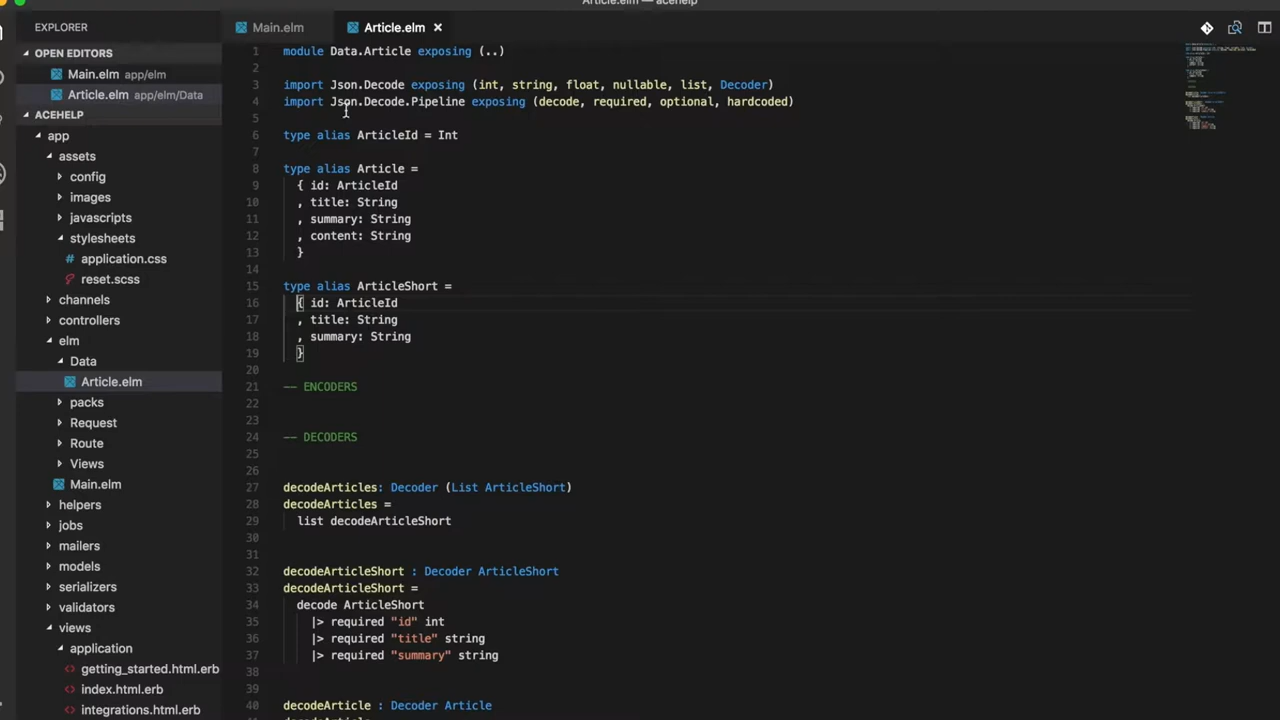 Article.elm — acehelp
EXPLORER
OPEN EDITORS
Main.elm app/elm
Article.elm app/elm/Data
ACEHELP
app
assets
config
images
javascripts
stylesheets
# application.css
reset.scss
channels
controllers
elm
Data
Article.elm
packs
Request
Route
Views
Main.elm
helpers
jobs
mailers
models
serializers
validators
views
application
<> getting_started.html.erb
<> index.html.erb
<> integrations.html.erb
Main.elm
Article.elm ×
1 module Data.Article exposing (..)
2
3 import Json.Decode exposing (int, string, float, nullable, list, Decoder)
4 import Json.Decode.Pipeline exposing (decode, required, optional, hardcoded)
5
6 type alias ArticleId = Int
7
8 type alias Article =
9 { id: ArticleId
10 , title: String
11 , summary: String
12 , content: String
13 }
14
15 type alias ArticleShort =
16 { id: ArticleId
17 , title: String
18 , summary: String
19 }
20
21 -- ENCODERS
22
23
24 -- DECODERS
25
26
27 decodeArticles: Decoder (List ArticleShort)
28 decodeArticles =
29 list decodeArticleShort
30
31
32 decodeArticleShort : Decoder ArticleShort
33 decodeArticleShort =
34 decode ArticleShort
35 |> required "id" int
36 |> required "title" string
37 |> required "summary" string
38
39
40 decodeArticle : Decoder Article